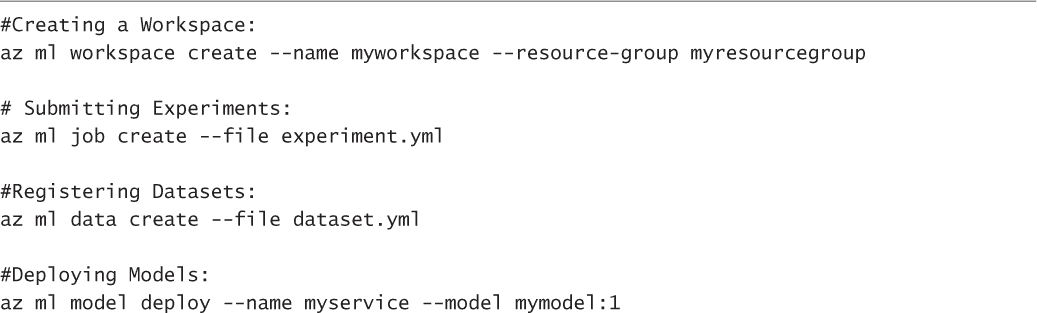 #Creating a Workspace:
az ml workspace create --name myworkspace --resource-group myresourcegroup
# Submitting Experiments:
az ml job create --file experiment.yml
#Registering Datasets:
az ml data create --file dataset.yml
#Deploying Models:
az ml model deploy --name myservice --model mymodel:1